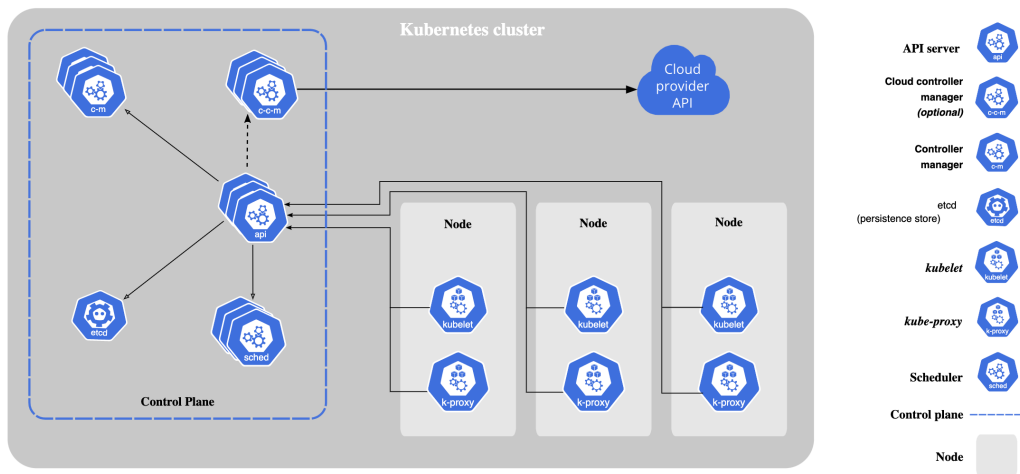 Kubernetes cluster
c-m
c-c-m
Cloud
provider
API
api
etcd
sched
Control Plane
Node
Node
Node
kubelet
kubelet
kubelet
k-proxy
k-proxy
k-proxy
API server
api
Cloud controller
manager
(optional)
c-c-m
Controller
manager
c-m
etcd
(persistence store)
etcd
kubelet
kubelet
kube-proxy
k-proxy
Scheduler
sched
Control plane
Node